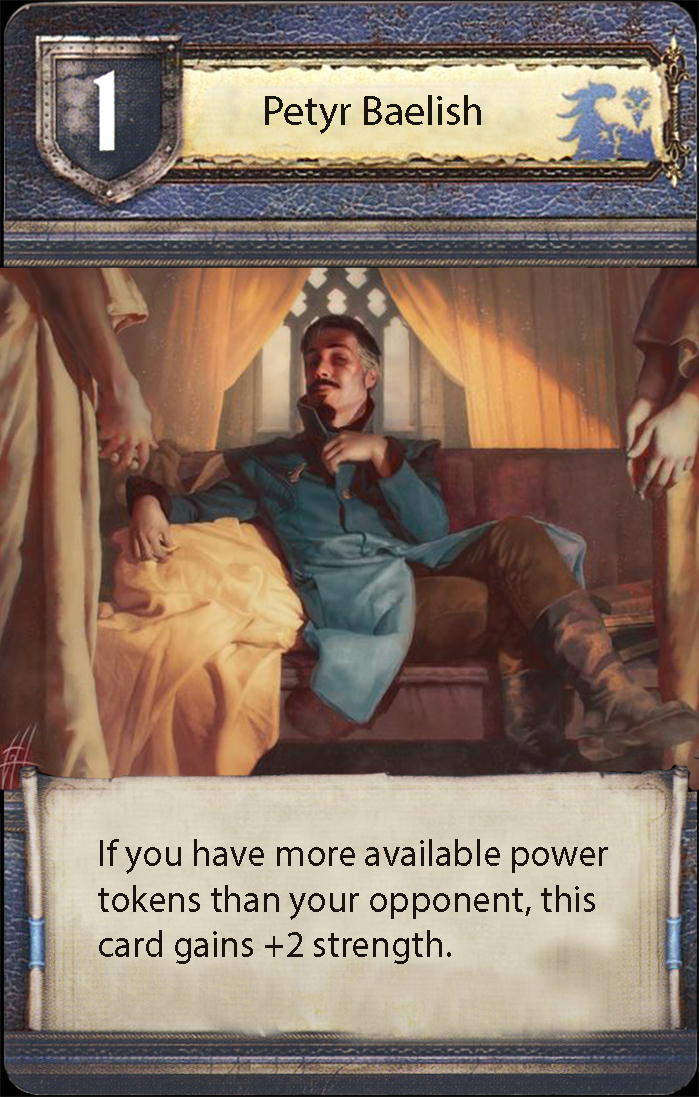 1
Petyr Baelish
If you have more available power
tokens than your opponent, this
card gains +2 strength.